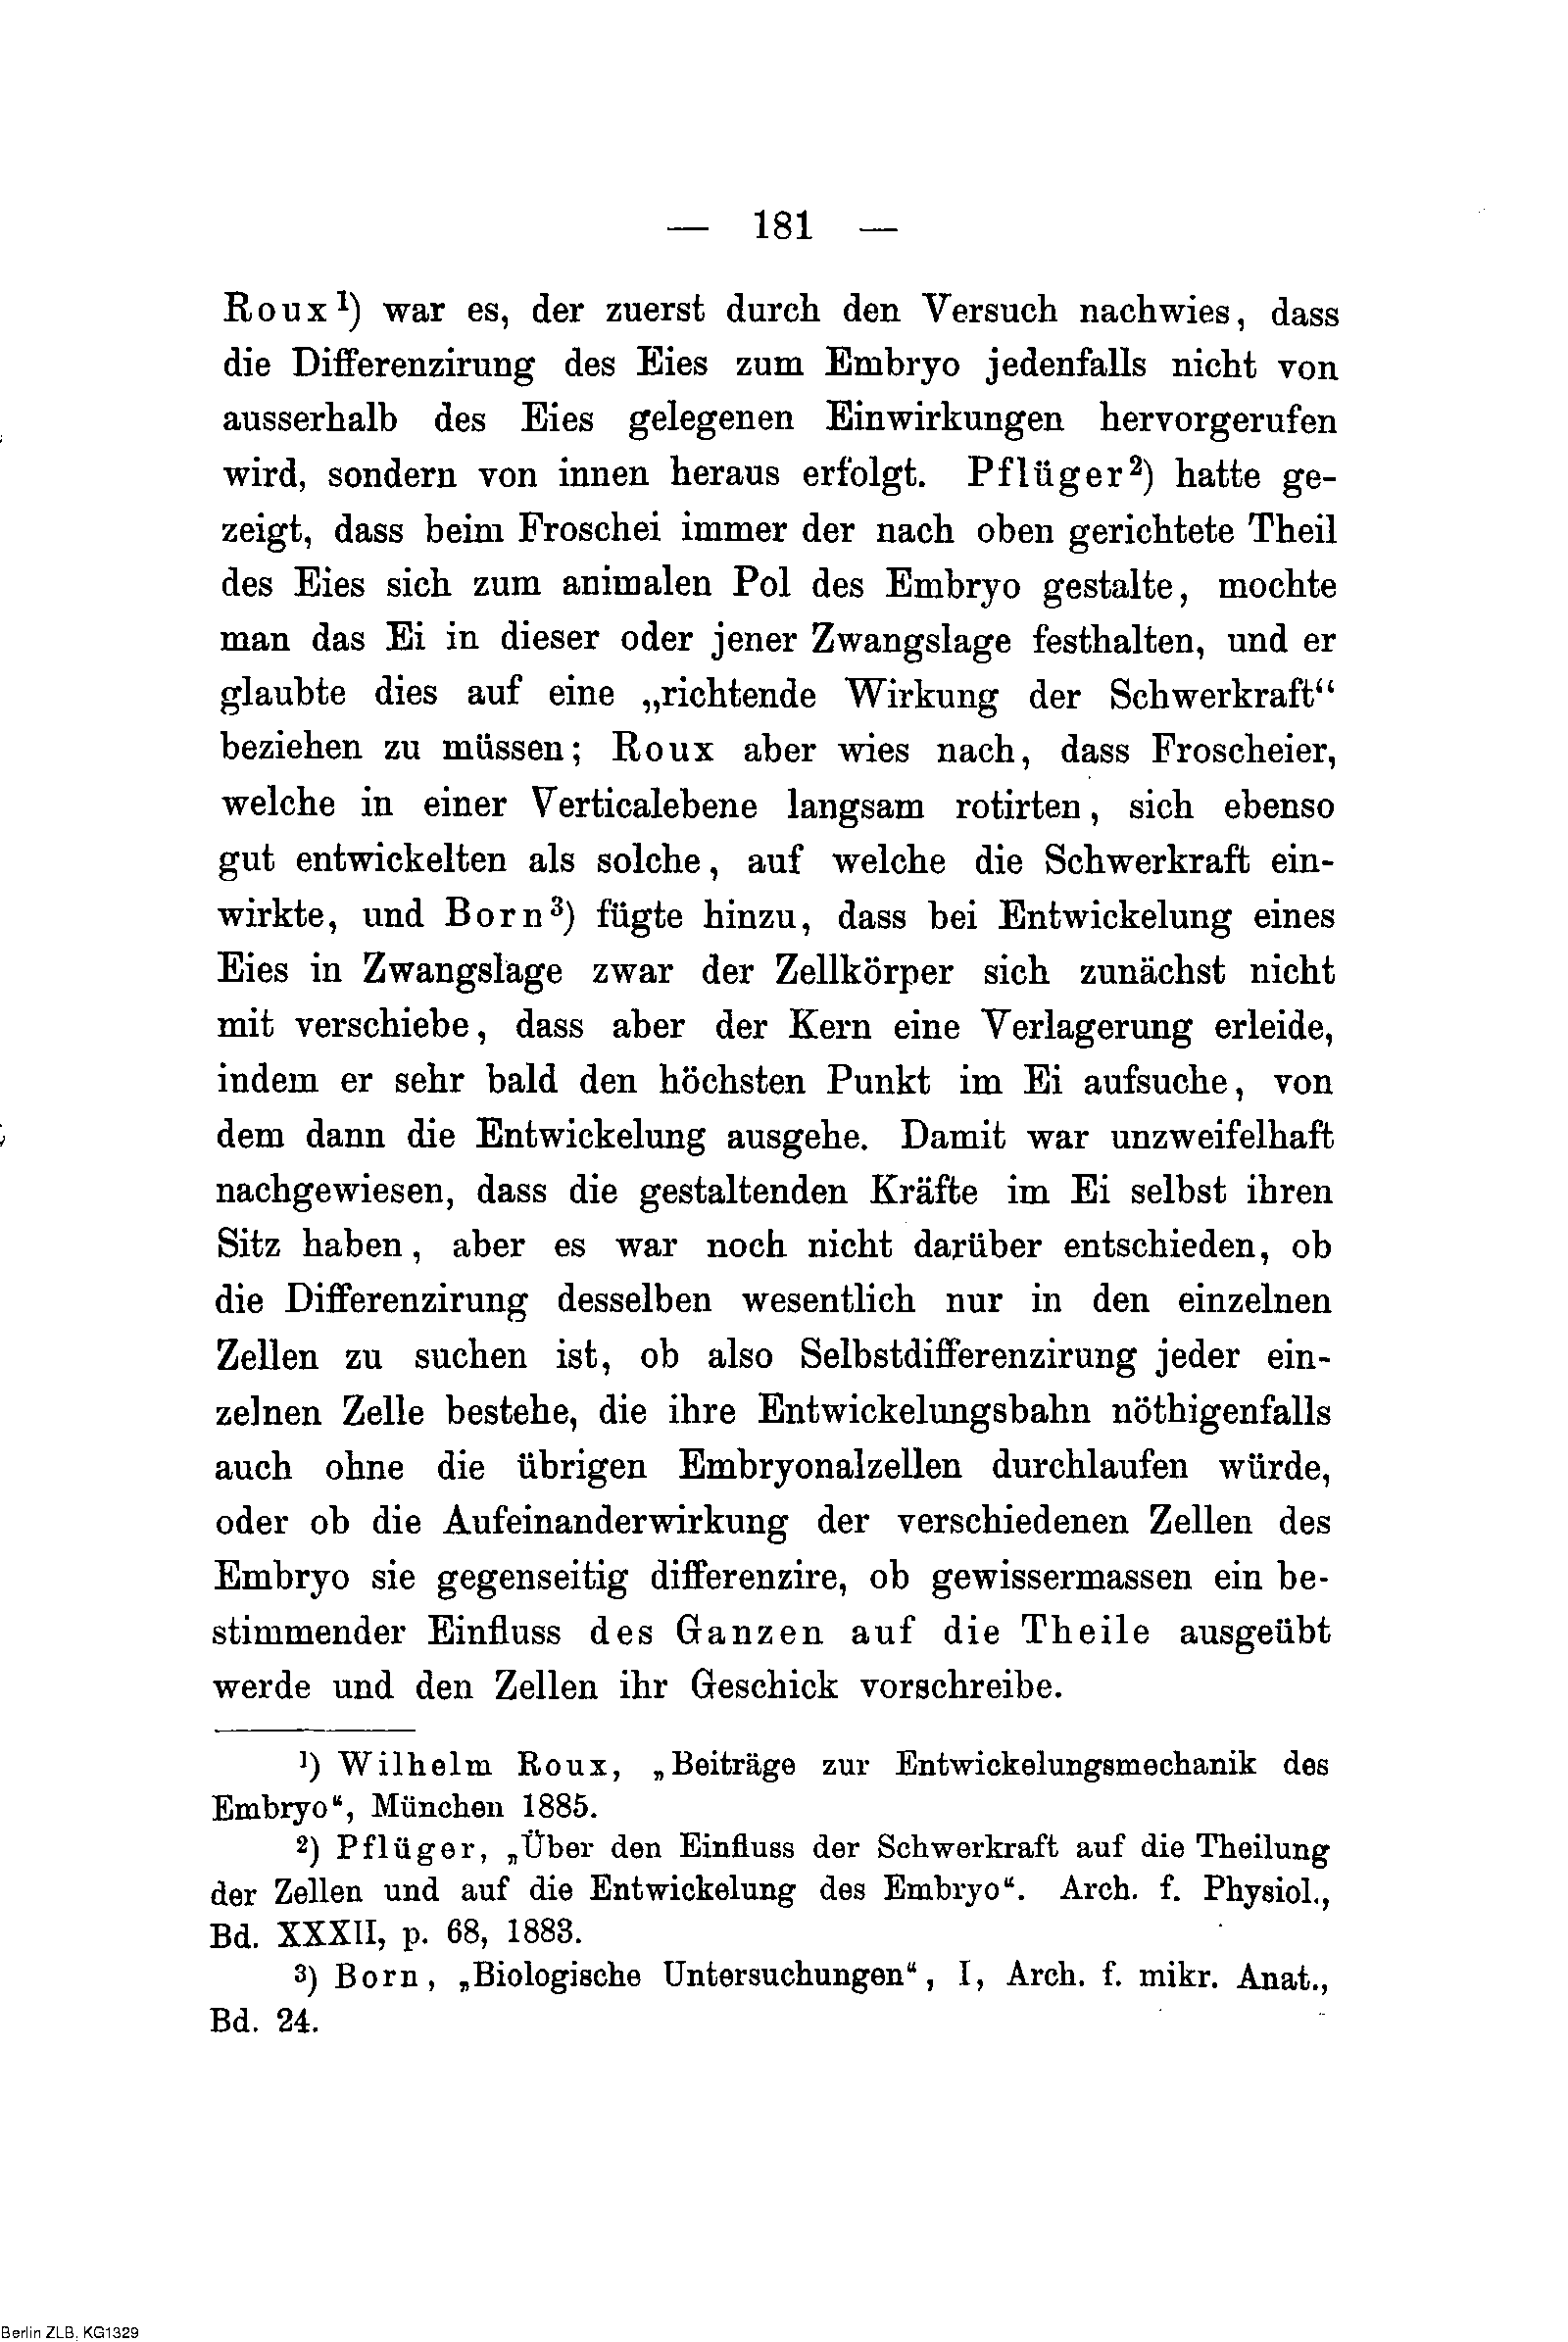 — 181 —
Roux¹) war es, der zuerst durch den Versuch nachwies, dass
die Differenzirung des Eies zum Embryo jedenfalls nicht von
ausserhalb des Eies gelegenen Einwirkungen hervorgerufen
wird, sondern von innen heraus erfolgt. Pflüger²) hatte ge-
zeigt, dass beim Froschei immer der nach oben gerichtete Theil
des Eies sich zum animalen Pol des Embryo gestalte, mochte
man das Ei in dieser oder jener Zwangslage festhalten, und er
glaubte dies auf eine „richtende Wirkung der Schwerkraft“
beziehen zu müssen; Roux aber wies nach, dass Froscheier,
welche in einer Verticalebene langsam rotirten, sich ebenso
gut entwickelten als solche, auf welche die Schwerkraft ein-
wirkte, und Born³) fügte hinzu, dass bei Entwickelung eines
Eies in Zwangslage zwar der Zellkörper sich zunächst nicht
mit verschiebe, dass aber der Kern eine Verlagerung erleide,
indem er sehr bald den höchsten Punkt im Ei aufsuche, von
dem dann die Entwickelung ausgehe. Damit war unzweifelhaft
nachgewiesen, dass die gestaltenden Kräfte im Ei selbst ihren
Sitz haben, aber es war noch nicht darüber entschieden, ob
die Differenzirung desselben wesentlich nur in den einzelnen
Zellen zu suchen ist, ob also Selbstdifferenzirung jeder ein-
zelnen Zelle bestehe, die ihre Entwickelungsbahn nöthigenfalls
auch ohne die übrigen Embryonalzellen durchlaufen würde,
oder ob die Aufeinanderwirkung der verschiedenen Zellen des
Embryo sie gegenseitig differenzire, ob gewissermassen ein be-
stimmender Einfluss des Ganzen auf die Theile ausgeübt
werde und den Zellen ihr Geschick vorschreibe.
¹) Wilhelm Roux, „Beiträge zur Entwickelungsmechanik des
Embryo“, München 1885.
²) Pflüger, „Über den Einfluss der Schwerkraft auf die Theilung
der Zellen und auf die Entwickelung des Embryo“. Arch. f. Physiol.,
Bd. XXXII, p. 68, 1883.
³) Born, „Biologische Untersuchungen“, I, Arch. f. mikr. Anat.,
Bd. 24.
Berlin ZLB, KG1329